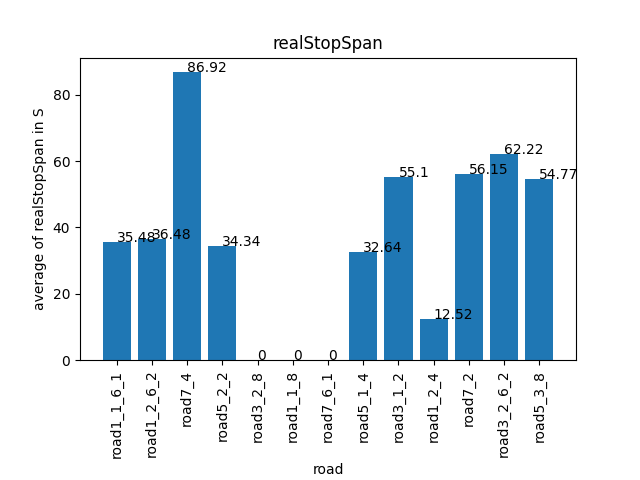 realStopSpan
average of realStopSpan in S
80
60
40
20
0
35.48
36.48
86.92
34.34
0
0
0
32.64
55.1
12.52
56.15
62.22
54.77
road1_1_6_1
road1_2_6_2
road7_4
road5_2_2
road3_2_8
road1_1_8
road7_6_1
road5_1_4
road3_1_2
road1_2_4
road7_2
road3_2_6_2
road5_3_8
road